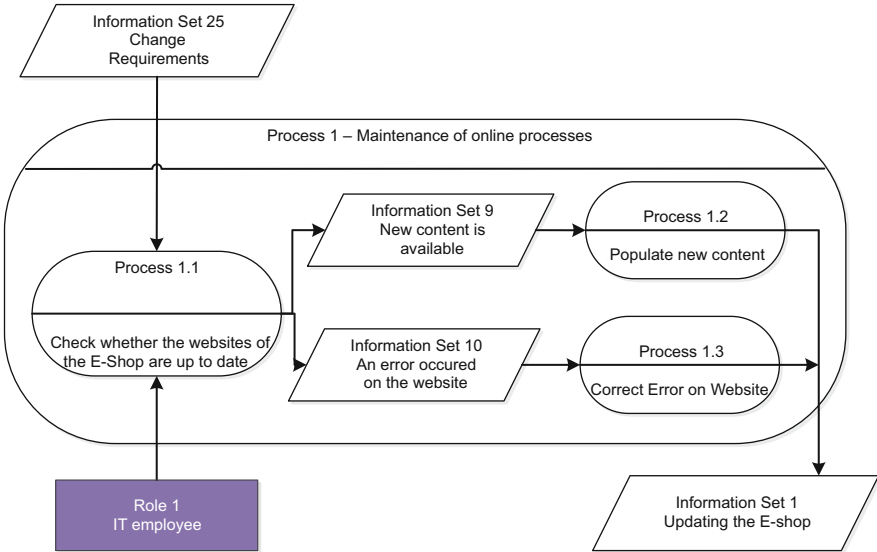 Information Set 25
Change
Requirements
Process 1 – Maintenance of online processes
Process 1.1
Check whether the websites of
the E-Shop are up to date
Information Set 9
New content is
available
Process 1.2
Populate new content
Information Set 10
An error occured
on the website
Process 1.3
Correct Error on Website
Role 1
IT employee
Information Set 1
Updating the E-shop